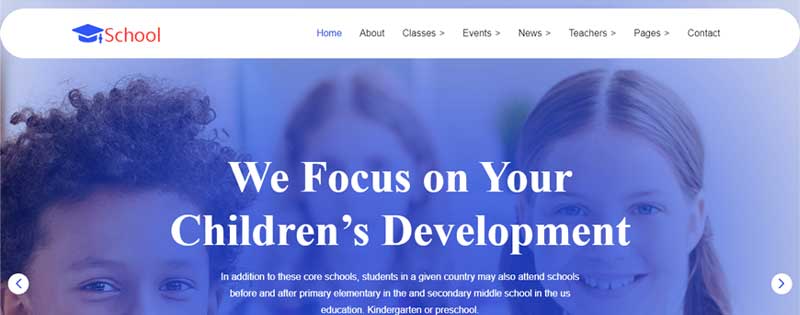 School
Home About Classes > Events > News > Teachers > Pages > Contact
We Focus on Your
Children's Development
In addition to these core schools, students in a given country may also attend schools
before and after primary elementary in the and secondary middle school in the us
education. Kindergarten or preschool.